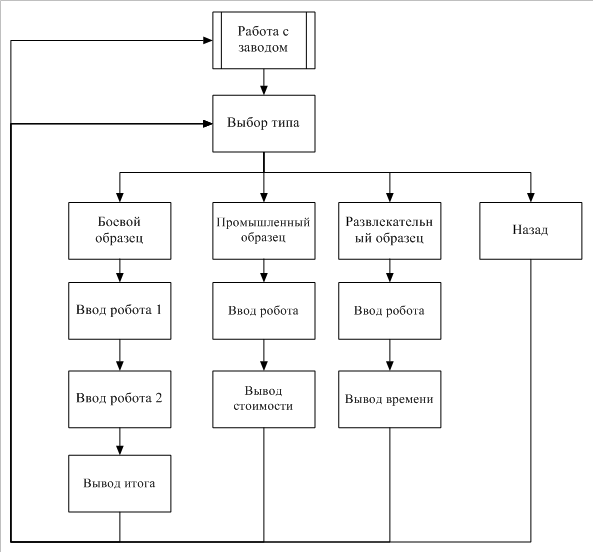 Работа с
заводом
Выбор типа
Боевой
образец
Промышленный
образец
Развлекательн
ый образец
Назад
Ввод робота 1
Ввод робота
Ввод робота
Ввод робота 2
Вывод
стоимости
Вывод времени
Вывод итога